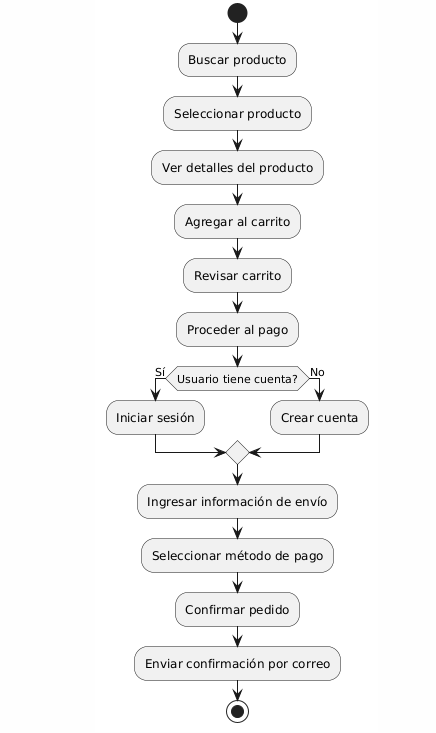 Buscar producto
Seleccionar producto
Ver detalles del producto
Agregar al carrito
Revisar carrito
Proceder al pago
Sí
Usuario tiene cuenta?
No
Iniciar sesión
Crear cuenta
Ingresar información de envío
Seleccionar método de pago
Confirmar pedido
Enviar confirmación por correo